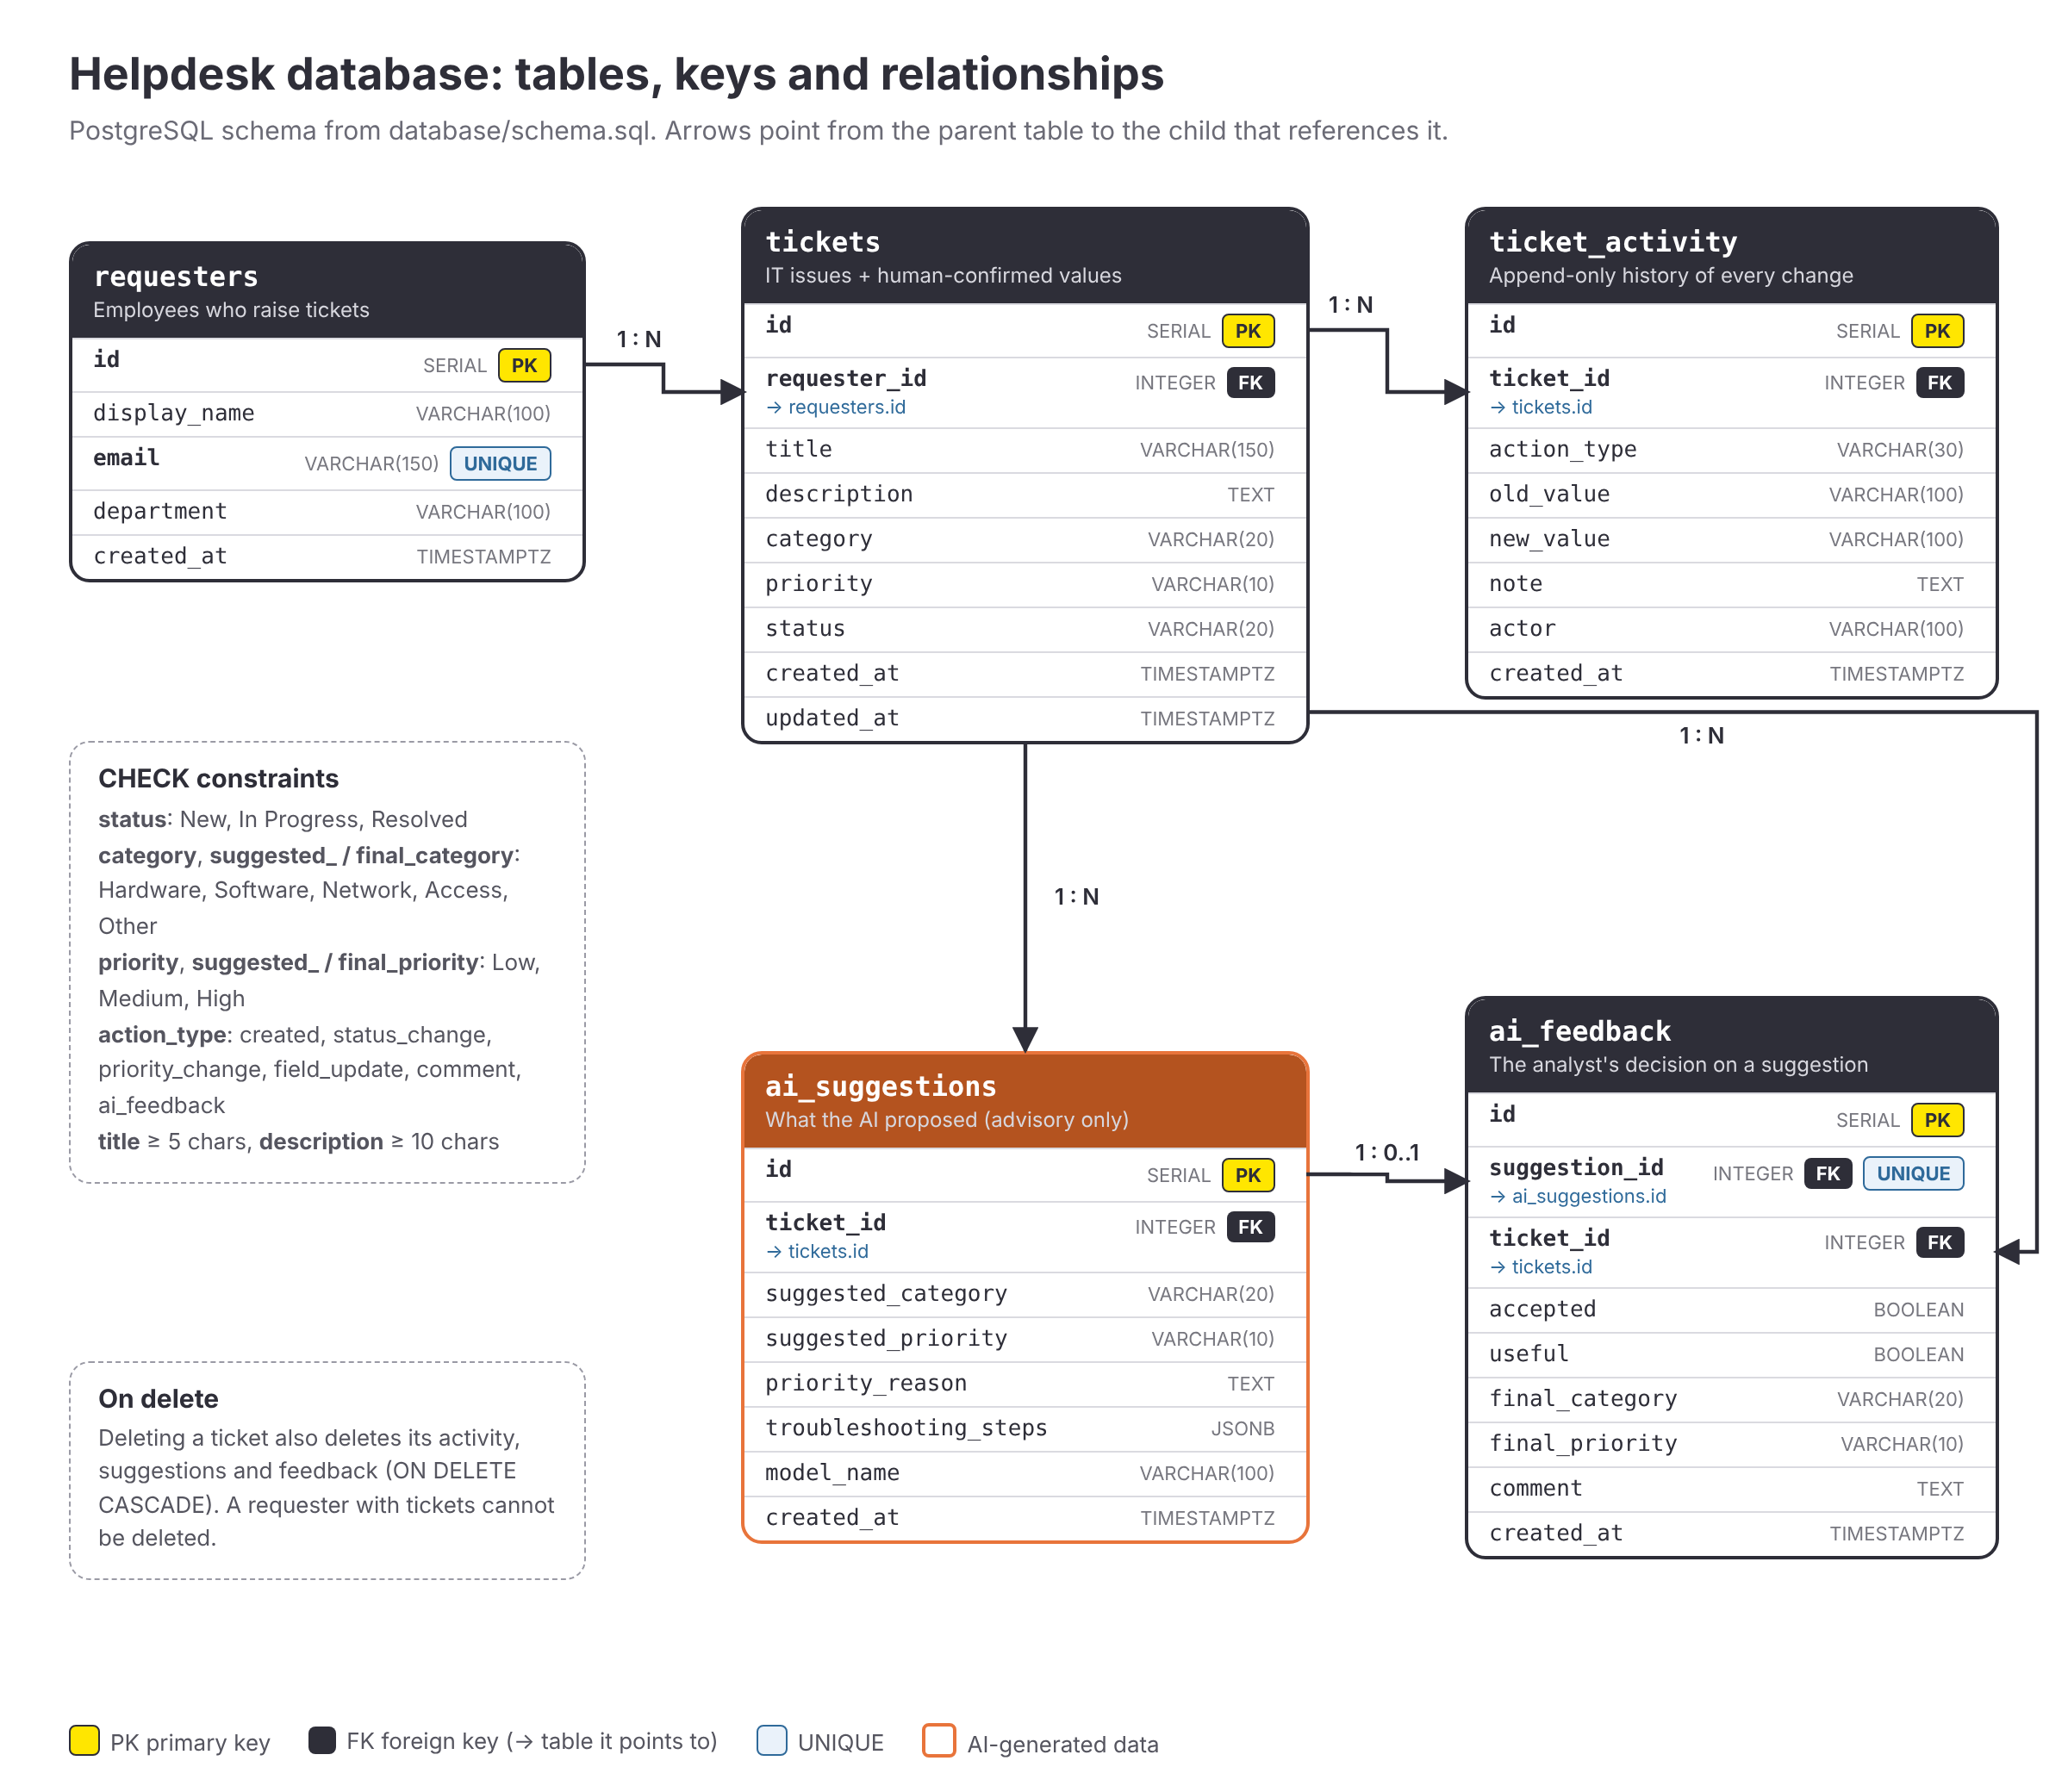 Helpdesk database: tables, keys and relationships
PostgreSQL schema from database/schema.sql. Arrows point from the parent table to the child that references it.
requesters
Employees who raise tickets
id SERIAL PK
display_name VARCHAR(100)
email VARCHAR(150) UNIQUE
department VARCHAR(100)
created_at TIMESTAMPTZ
1 : N
tickets
IT issues + human-confirmed values
id SERIAL PK
requester_id INTEGER FK
→ requesters.id
title VARCHAR(150)
description TEXT
category VARCHAR(20)
priority VARCHAR(10)
status VARCHAR(20)
created_at TIMESTAMPTZ
updated_at TIMESTAMPTZ
1 : N
ticket_activity
Append-only history of every change
id SERIAL PK
ticket_id INTEGER FK
→ tickets.id
action_type VARCHAR(30)
old_value VARCHAR(100)
new_value VARCHAR(100)
note TEXT
actor VARCHAR(100)
created_at TIMESTAMPTZ
1 : N
CHECK constraints
status: New, In Progress, Resolved
category, suggested_ / final_category:
Hardware, Software, Network, Access,
Other
priority, suggested_ / final_priority: Low,
Medium, High
action_type: created, status_change,
priority_change, field_update, comment,
ai_feedback
title ≥ 5 chars, description ≥ 10 chars
1 : N
ai_suggestions
What the AI proposed (advisory only)
id SERIAL PK
ticket_id INTEGER FK
→ tickets.id
suggested_category VARCHAR(20)
suggested_priority VARCHAR(10)
priority_reason TEXT
troubleshooting_steps JSONB
model_name VARCHAR(100)
created_at TIMESTAMPTZ
1 : 0..1
ai_feedback
The analyst's decision on a suggestion
id SERIAL PK
suggestion_id INTEGER FK UNIQUE
→ ai_suggestions.id
ticket_id INTEGER FK
→ tickets.id
accepted BOOLEAN
useful BOOLEAN
final_category VARCHAR(20)
final_priority VARCHAR(10)
comment TEXT
created_at TIMESTAMPTZ
On delete
Deleting a ticket also deletes its activity,
suggestions and feedback (ON DELETE
CASCADE). A requester with tickets cannot
be deleted.
PK primary key FK foreign key (→ table it points to) UNIQUE AI-generated data